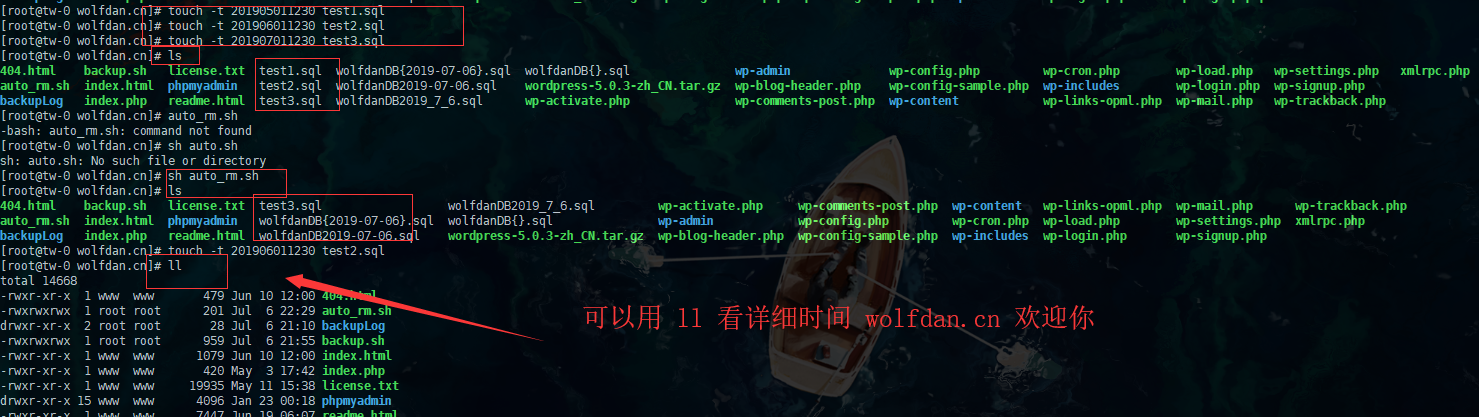 [root@tw-0 wolfdan.cn]# touch -t 201905011230 test1.sql
[root@tw-0 wolfdan.cn]# touch -t 201906011230 test2.sql
[root@tw-0 wolfdan.cn]# touch -t 201907011230 test3.sql
[root@tw-0 wolfdan.cn]# ls
404.html backup.sh license.txt test1.sql wolfdanDB{2019-07-06}.sql wolfdanDB{}.sql wp-admin wp-config.php wp-cron.php wp-load.php wp-settings.php xmlrpc.php
auto_rm.sh index.html phpmyadmin test2.sql wolfdanDB2019-07-06.sql wordpress-5.0.3-zh_CN.tar.gz wp-blog-header.php wp-config-sample.php wp-includes wp-login.php wp-signup.php
backupLog index.php readme.html test3.sql wolfdanDB2019_7_6.sql wp-activate.php wp-comments-post.php wp-content wp-links-opml.php wp-mail.php wp-trackback.php
[root@tw-0 wolfdan.cn]# auto_rm.sh
-bash: auto_rm.sh: command not found
[root@tw-0 wolfdan.cn]# sh auto.sh
sh: auto.sh: No such file or directory
[root@tw-0 wolfdan.cn]# sh auto_rm.sh
[root@tw-0 wolfdan.cn]# ls
404.html backup.sh license.txt test3.sql wolfdanDB2019_7_6.sql wp-activate.php wp-comments-post.php wp-content wp-links-opml.php wp-mail.php wp-trackback.php
auto_rm.sh index.html phpmyadmin wolfdanDB{2019-07-06}.sql wolfdanDB{}.sql wp-admin wp-config.php wp-cron.php wp-load.php wp-settings.php xmlrpc.php
backupLog index.php readme.html wolfdanDB2019-07-06.sql wordpress-5.0.3-zh_CN.tar.gz wp-blog-header.php wp-config-sample.php wp-includes wp-login.php wp-signup.php
[root@tw-0 wolfdan.cn]# touch -t 201906011230 test2.sql
[root@tw-0 wolfdan.cn]# ll
total 14668
-rwxr-xr-x 1 www www 479 Jun 10 12:00 404.html
-rwxrwxrwx 1 root root 201 Jul 6 22:29 auto_rm.sh
drwxr-xr-x 2 root root 28 Jul 6 21:10 backupLog
-rwxrwxrwx 1 root root 959 Jul 6 21:55 backup.sh
-rwxr-xr-x 1 www www 1079 Jun 10 12:00 index.html
-rwxr-xr-x 1 www www 420 May 3 17:42 index.php
-rwxr-xr-x 1 www www 19935 May 11 15:38 license.txt
drwxr-xr-x 15 www www 4096 Jan 23 00:18 phpmyadmin
-rwxr-xr-x 1 www www 7447 Jun 19 06:07 readme.html
可以用 ll 看详细时间 wolfdan.cn 欢迎你